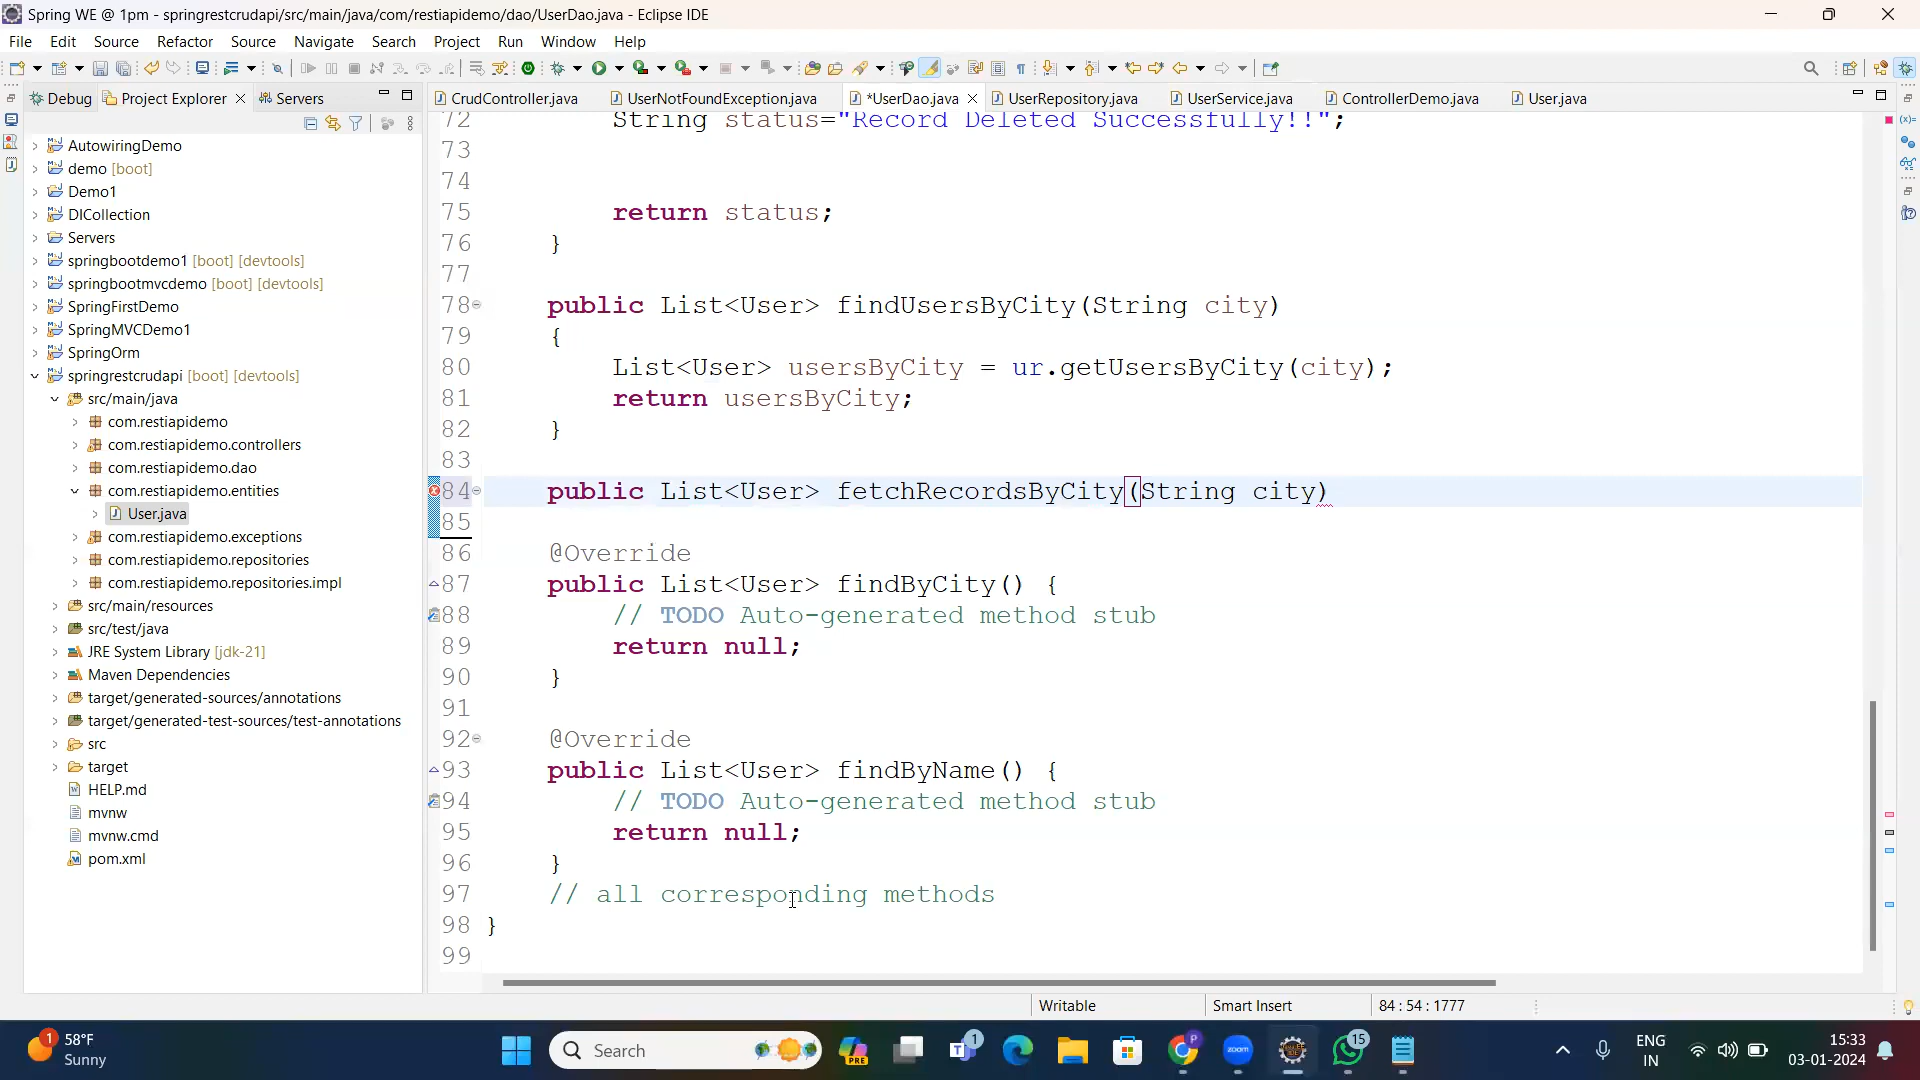 Spring WE @ 1pm - springrestcrudapi/src/main/java/com/restiapidemo/dao/UserDao.java - Eclipse IDE
File Edit Source Refactor Source Navigate Search Project Run Window Help
Debug Project Explorer Servers
CrudController.java UserNotFoundException.java *UserDao.java UserRepository.java UserService.java ControllerDemo.java User.java
AutowiringDemo
demo [boot]
Demo1
DICollection
Servers
springbootdemo1 [boot] [devtools]
springbootmvcdemo [boot] [devtools]
SpringFirstDemo
SpringMVCDemo1
SpringOrm
springrestcrudapi [boot] [devtools]
src/main/java
com.restiapidemo
com.restiapidemo.controllers
com.restiapidemo.dao
com.restiapidemo.entities
User.java
com.restiapidemo.exceptions
com.restiapidemo.repositories
com.restiapidemo.repositories.impl
src/main/resources
src/test/java
JRE System Library [jdk-21]
Maven Dependencies
target/generated-sources/annotations
target/generated-test-sources/test-annotations
src
target
HELP.md
mvnw
mvnw.cmd
pom.xml
72 String status="Record Deleted Successfully!!";
73
74
75 return status;
76 }
77
78 public List<User> findUsersByCity(String city)
79 {
80 List<User> usersByCity = ur.getUsersByCity(city);
81 return usersByCity;
82 }
83
84 public List<User> fetchRecordsByCity(String city)
85
86 @Override
87 public List<User> findByCity() {
88 // TODO Auto-generated method stub
89 return null;
90 }
91
92 @Override
93 public List<User> findByName() {
94 // TODO Auto-generated method stub
95 return null;
96 }
97 // all corresponding methods
98 }
99
Writable Smart Insert 84 : 54 : 1777
1 58°F
Sunny
Search
PRE
1
P
zoom
15
ENG
IN
15:33
03-01-2024